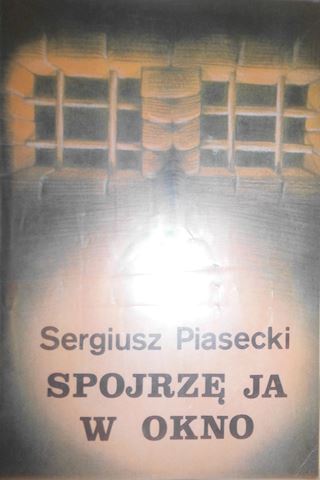 Sergiusz Piasecki
SPOJRZĘ JA
W OKNO